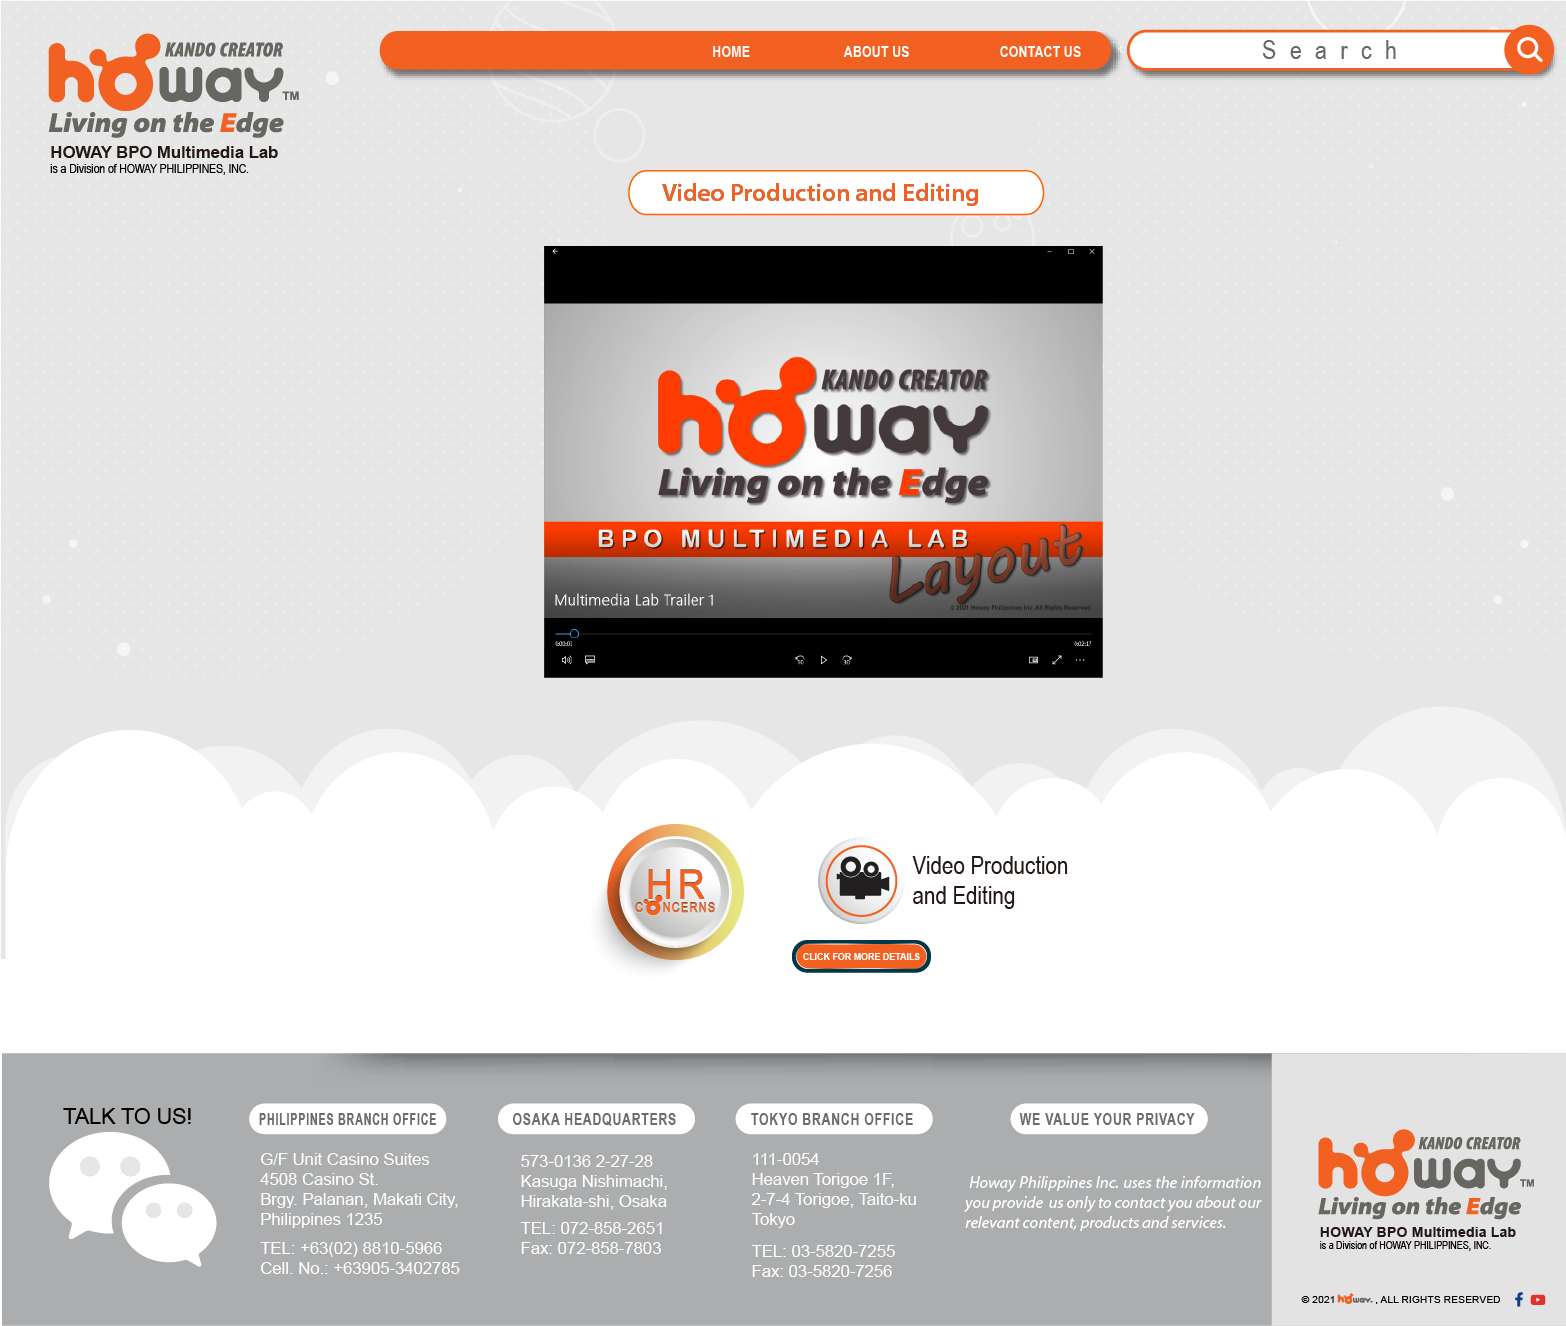 KANDO CREATOR
howay TM
Living on the Edge
HOWAY BPO Multimedia Lab
is a Division of HOWAY PHILIPPINES, INC.
HOME ABOUT US CONTACT US
Search
Video Production and Editing
KANDO CREATOR
howay
Living on the Edge
BPO MULTIMEDIA LAB
Layout
Multimedia Lab Trailer 1
© 2021 Howay Philippines Inc. All Rights Reserved.
0:02:17
10
30
HR
CONCERNS
Video Production
and Editing
CLICK FOR MORE DETAILS
TALK TO US!
PHILIPPINES BRANCH OFFICE
G/F Unit Casino Suites
4508 Casino St.
Brgy. Palanan, Makati City,
Philippines 1235
TEL: +63(02) 8810-5966
Cell. No.: +63905-3402785
OSAKA HEADQUARTERS
573-0136 2-27-28
Kasuga Nishimachi,
Hirakata-shi, Osaka
TEL: 072-858-2651
Fax: 072-858-7803
TOKYO BRANCH OFFICE
111-0054
Heaven Torigoe 1F,
2-7-4 Torigoe, Taito-ku
Tokyo
TEL: 03-5820-7255
Fax: 03-5820-7256
WE VALUE YOUR PRIVACY
Howay Philippines Inc. uses the information
you provide us only to contact you about our
relevant content, products and services.
KANDO CREATOR
howay TM
Living on the Edge
HOWAY BPO Multimedia Lab
is a Division of HOWAY PHILIPPINES, INC.
© 2021 howay. , ALL RIGHTS RESERVED